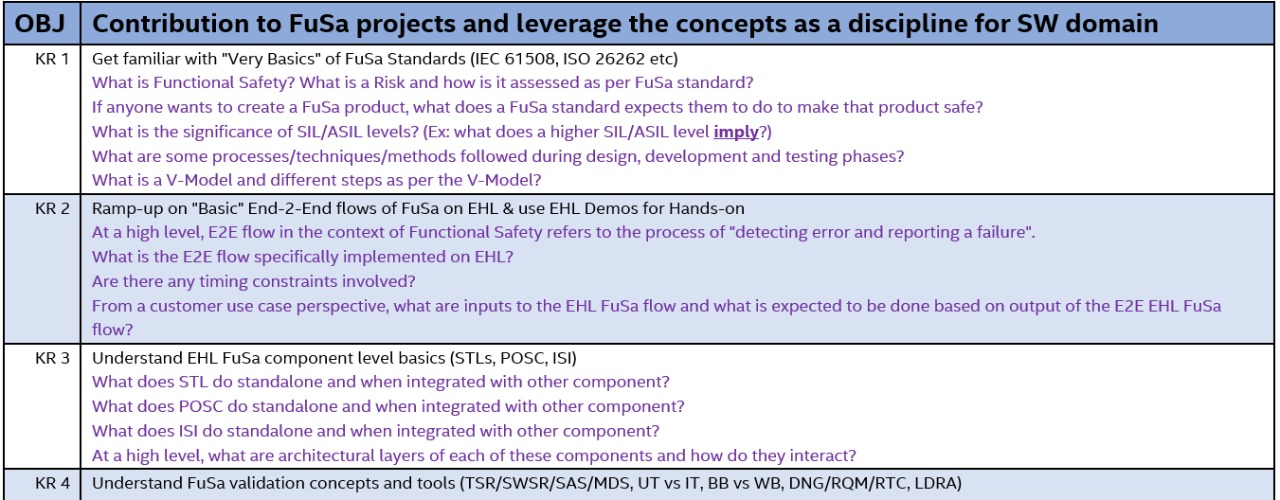 OBJ Contribution to FuSa projects and leverage the concepts as a discipline for SW domain
KR 1 Get familiar with "Very Basics" of FuSa Standards (IEC 61508, ISO 26262 etc)
What is Functional Safety? What is a Risk and how is it assessed as per FuSa standard?
If anyone wants to create a FuSa product, what does a FuSa standard expects them to do to make that product safe?
What is the significance of SIL/ASIL levels? (Ex: what does a higher SIL/ASIL level imply?)
What are some processes/techniques/methods followed during design, development and testing phases?
What is a V-Model and different steps as per the V-Model?
KR 2 Ramp-up on "Basic" End-2-End flows of FuSa on EHL & use EHL Demos for Hands-on
At a high level, E2E flow in the context of Functional Safety refers to the process of "detecting error and reporting a failure".
What is the E2E flow specifically implemented on EHL?
Are there any timing constraints involved?
From a customer use case perspective, what are inputs to the EHL FuSa flow and what is expected to be done based on output of the E2E EHL FuSa
flow?
KR 3 Understand EHL FuSa component level basics (STLs, POSC, ISI)
What does STL do standalone and when integrated with other component?
What does POSC do standalone and when integrated with other component?
What does ISI do standalone and when integrated with other component?
At a high level, what are architectural layers of each of these components and how do they interact?
KR 4 Understand FuSa validation concepts and tools (TSR/SWSR/SAS/MDS, UT vs IT, BB vs WB, DNG/RQM/RTC, LDRA)